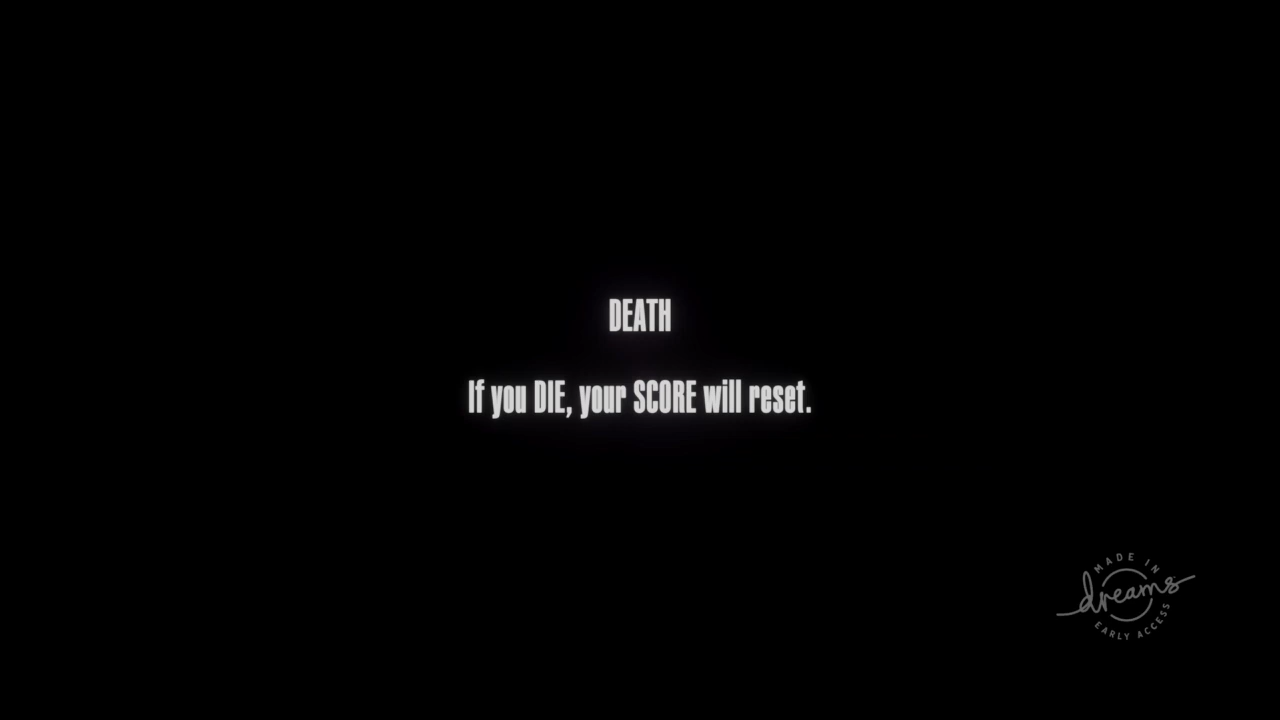 DEATH
If you DIE, your SCORE will reset.
MADE IN
dreams
EARLY ACCESS